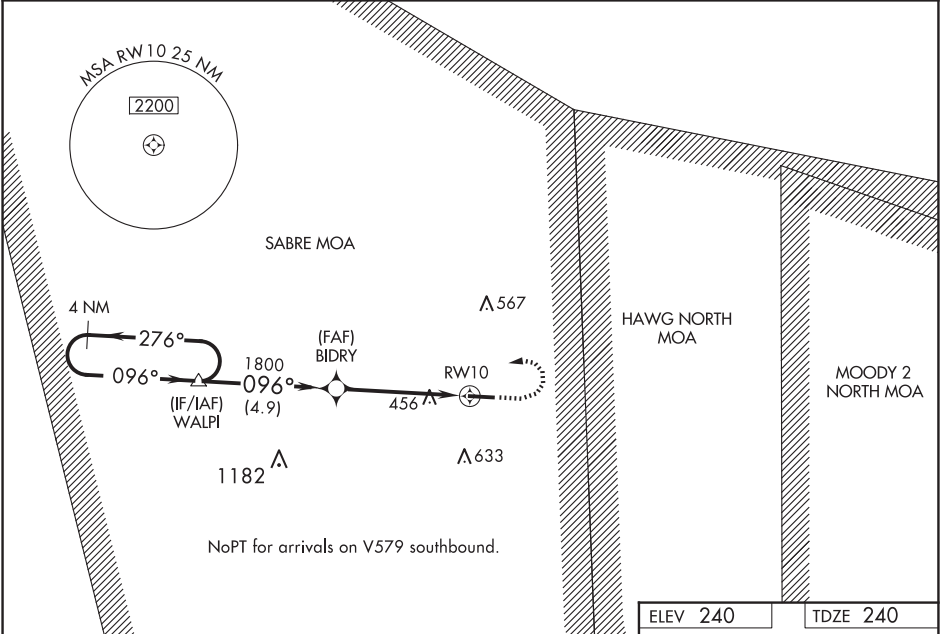 MSA RW10 25 NM
2200
SABRE MOA
4 NM
276°
096°
(IF/IAF)
WALPI
1800
096°
(4.9)
(FAF)
BIDRY
567
RW10
456
633
1182
HAWG NORTH
MOA
MOODY 2
NORTH MOA
NoPT for arrivals on V579 southbound.
ELEV 240
TDZE 240